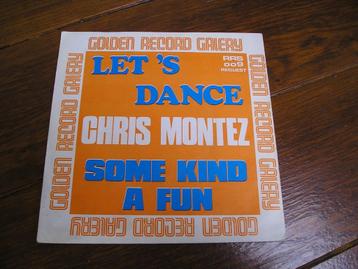 GOLDEN RECORD GALERY
LET'S
RRS
009
REQUEST
DANCE
CHRIS MONTEZ
SOME KIND
A FUN
GOLDEN RECORD GALERY
GOLDEN RECORD GALERY
GOLDEN RECORD GALERY